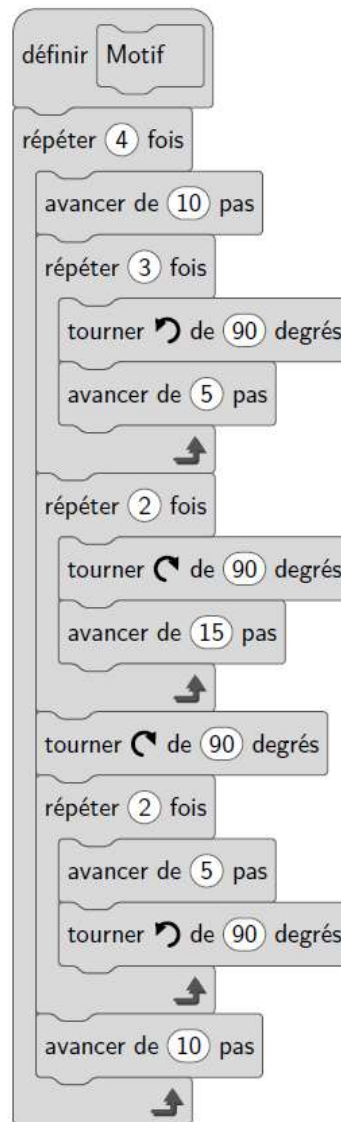 définir Motif
répéter 4 fois
avancer de 10 pas
répéter 3 fois
tourner de 90 degrés
avancer de 5 pas
répéter 2 fois
tourner de 90 degrés
avancer de 15 pas
tourner de 90 degrés
répéter 2 fois
avancer de 5 pas
tourner de 90 degrés
avancer de 10 pas